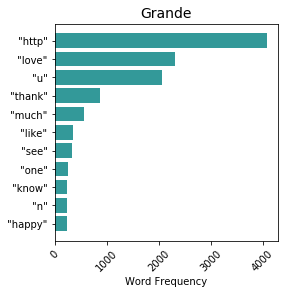 Grande
"http"
"love"
"u"
"thank"
"much"
"like"
"see"
"one"
"know"
"n"
"happy"
0 1000 2000 3000 4000
Word Frequency